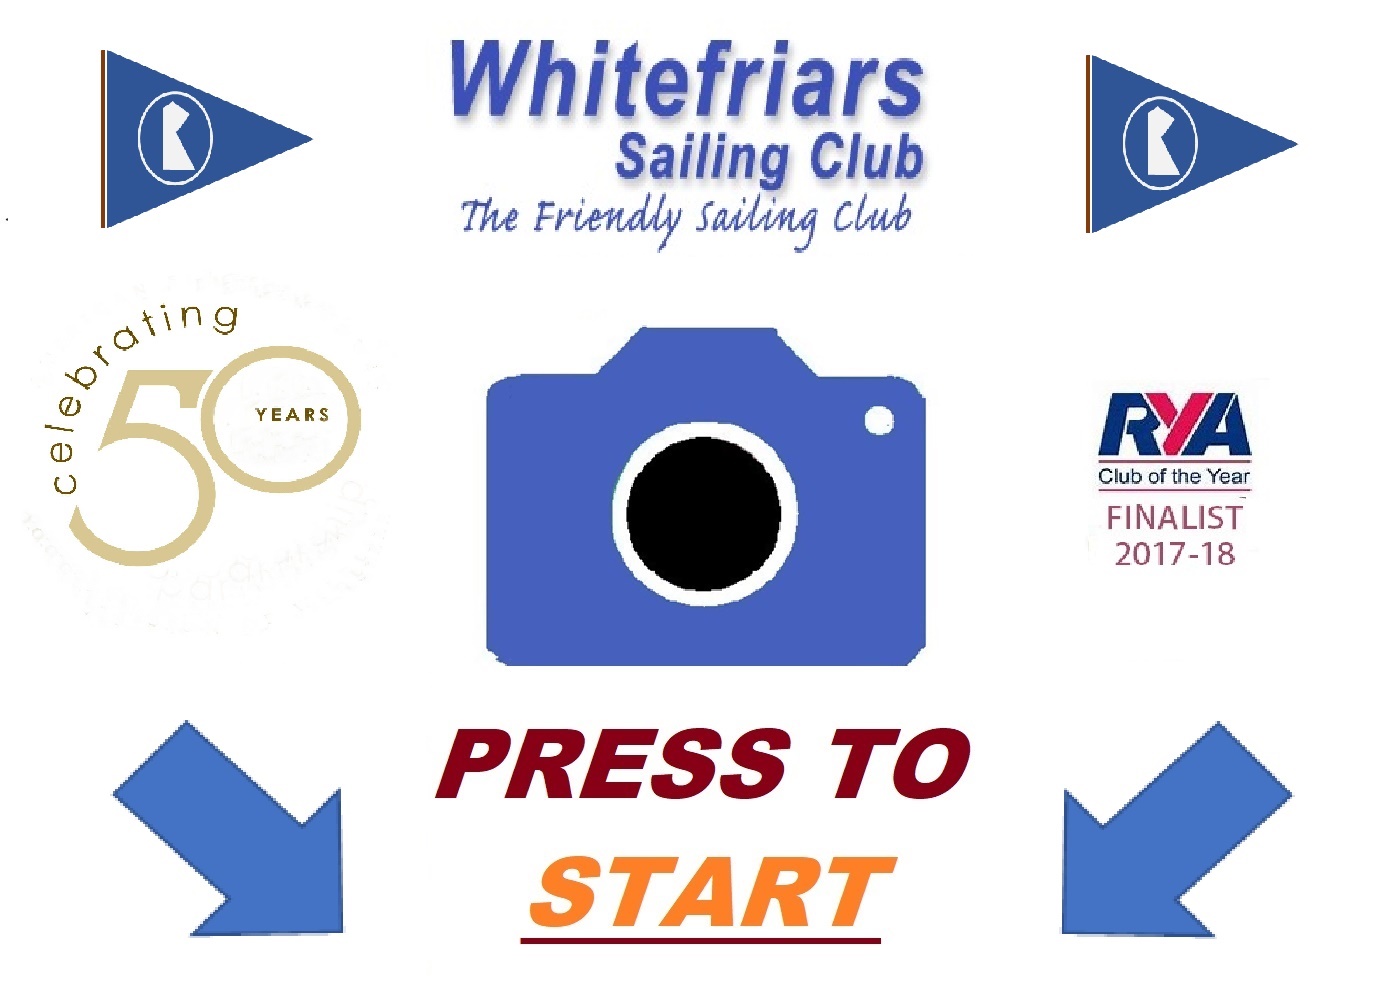 Whitefriars
Sailing Club
The Friendly Sailing Club
celebrating
50
YEARS
RYA
Club of the Year
FINALIST
2017-18
PRESS TO
START